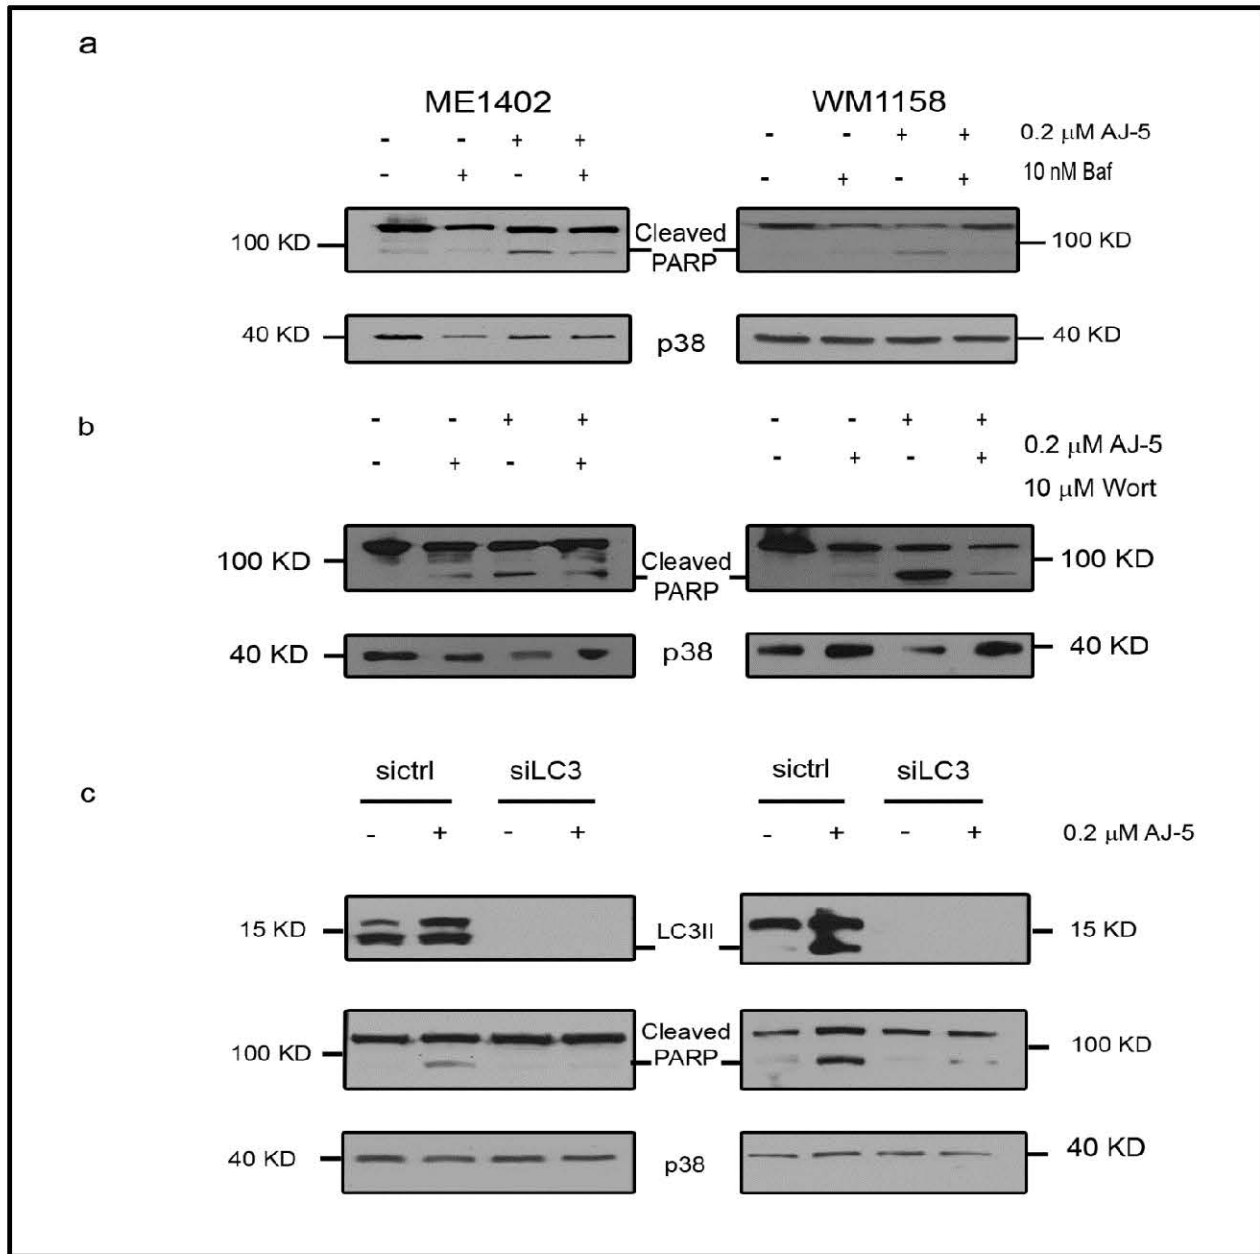 a
ME1402 WM1158
- - + + - - + + 0.2 μM AJ-5
- + - + - + - + 10 nM Baf
100 KD Cleaved PARP 100 KD
40 KD p38 40 KD
b
- - + + - - + + 0.2 μM AJ-5
- + - + - + - + 10 μM Wort
100 KD Cleaved PARP 100 KD
40 KD p38 40 KD
c
sictrl siLC3 sictrl siLC3
- + - + - + - + 0.2 μM AJ-5
15 KD LC3II 15 KD
100 KD Cleaved PARP 100 KD
40 KD p38 40 KD